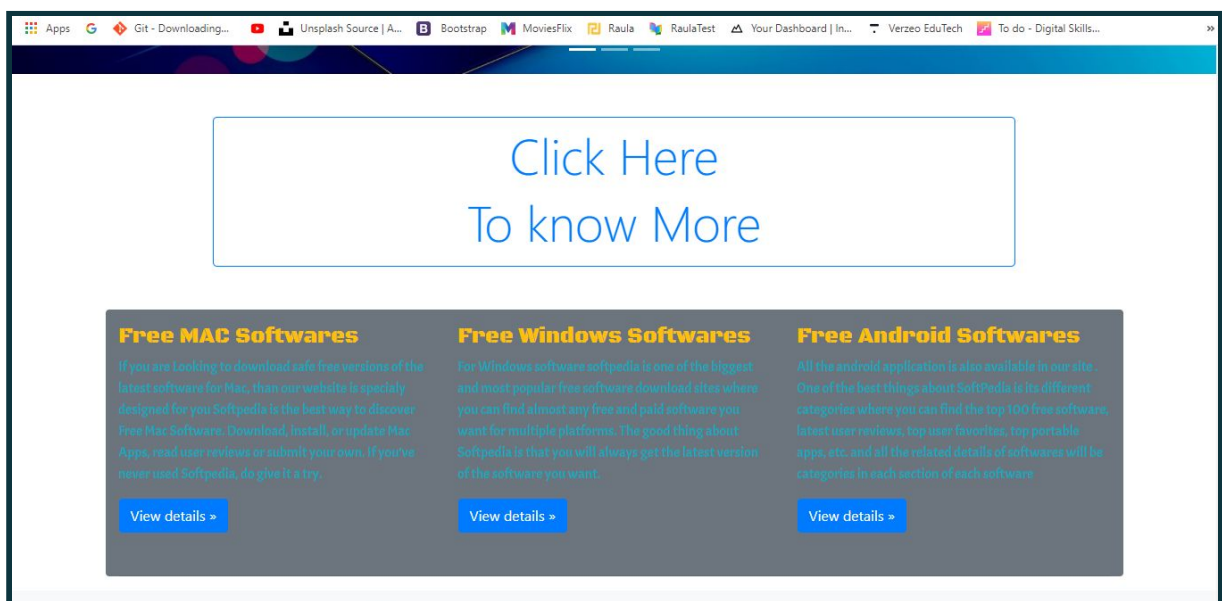 Apps Git - Downloading... Unsplash Source | A... B Bootstrap MoviesFlix Raula RaulaTest Your Dashboard | In... Verzeo EduTech To do - Digital Skills... »
Click Here
To know More
Free MAC Softwares
If you are Looking to download safe free versions of the
latest software for Mac, than our website is specialy
designed for you Softpedia is the best way to discover
Free Mac Software. Download, install, or update Mac
Apps, read user reviews or submit your own. If you've
never used Softpedia, do give it a try.
View details »
Free Windows Softwares
For Windows software softpedia is one of the biggest
and most popular free software download sites where
you can find almost any free and paid software you
want for multiple platforms. The good thing about
Softpedia is that you will always get the latest version
of the software you want.
View details »
Free Android Softwares
All the android application is also available in our site .
One of the best things about SoftPedia is its different
categories where you can find the top 100 free software,
latest user reviews, top user favorites, top portable
apps, etc. and all the related details of softwares will be
categories in each section of each software
View details »